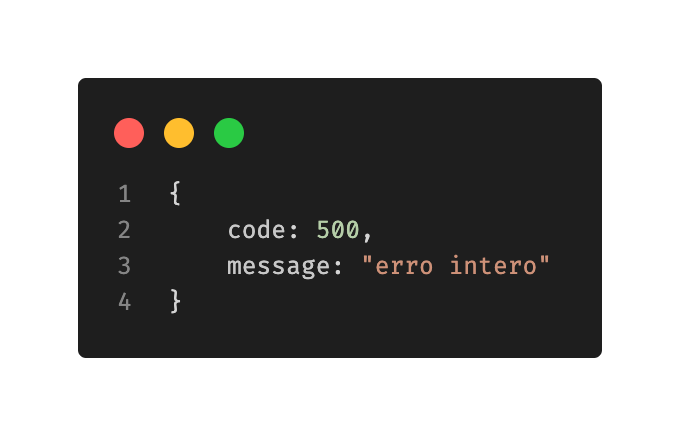 1 {
2 code: 500,
3 message: "erro intero"
4 }